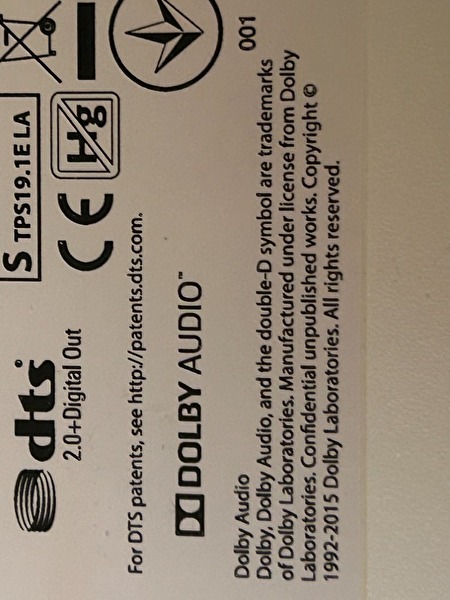 S TPS19.1E LA
Hg
CE
001
dts®
2.0+Digital Out
For DTS patents, see http://patents.dts.com.
DOLBY AUDIO™
Dolby Audio
Dolby, Dolby Audio, and the double-D symbol are trademarks
of Dolby Laboratories. Manufactured under license from Dolby
Laboratories. Confidential unpublished works. Copyright ©
1992-2015 Dolby Laboratories. All rights reserved.